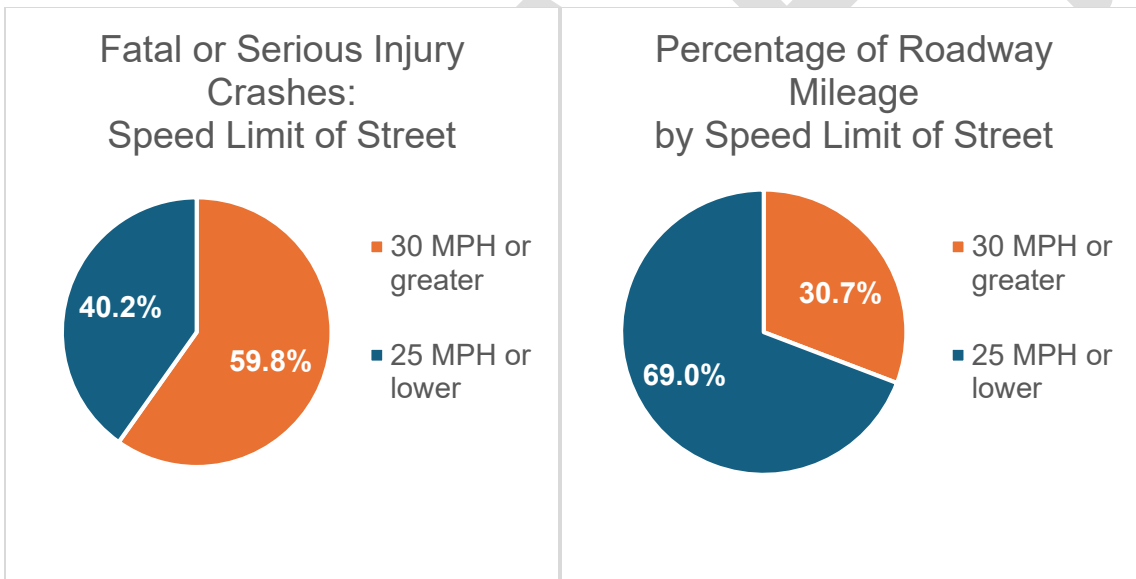 Fatal or Serious Injury
Crashes:
Speed Limit of Street
40.2%
59.8%
30 MPH or
greater
25 MPH or
lower
Percentage of Roadway
Mileage
by Speed Limit of Street
30.7%
69.0%
30 MPH or
greater
25 MPH or
lower